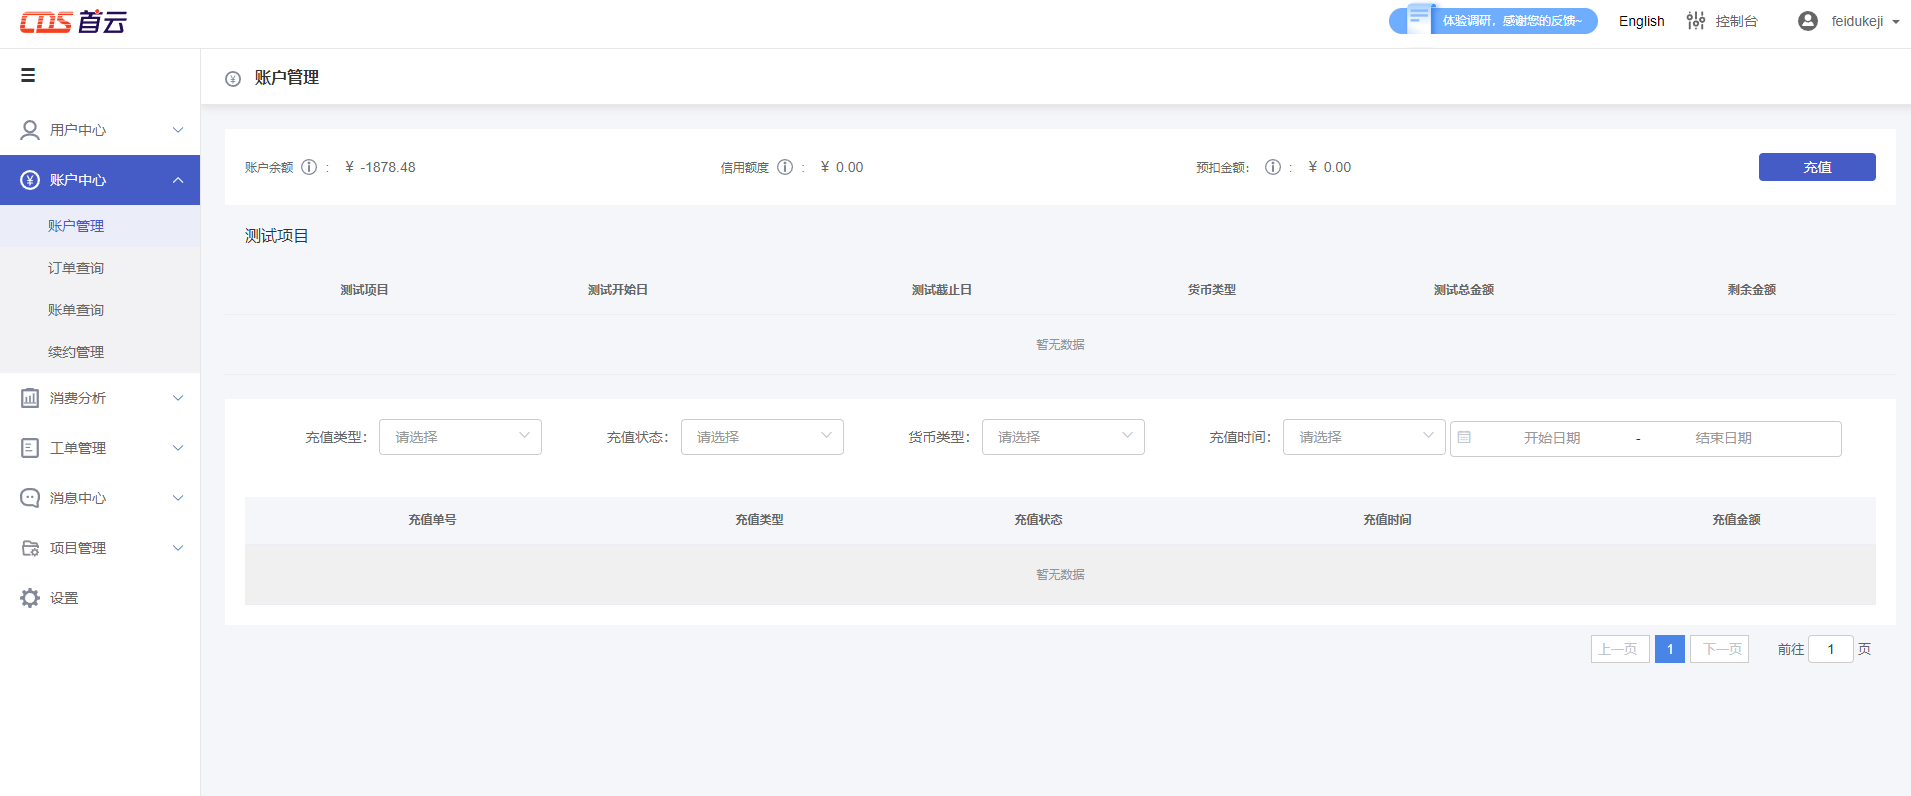 CDS 首云
体验调研，感谢您的反馈~
English
控制台
feidukeji
账户管理
用户中心
账户中心
账户管理
订单查询
账单查询
续约管理
消费分析
工单管理
消息中心
项目管理
设置
账户余额 : ¥ -1878.48
信用额度 : ¥ 0.00
预扣金额： : ¥ 0.00
充值
测试项目
测试项目 测试开始日 测试截止日 货币类型 测试总金额 剩余金额
暂无数据
充值类型： 请选择 充值状态： 请选择 货币类型： 请选择 充值时间： 请选择 开始日期 - 结束日期
充值单号 充值类型 充值状态 充值时间 充值金额
暂无数据
上一页 1 下一页 前往 1 页